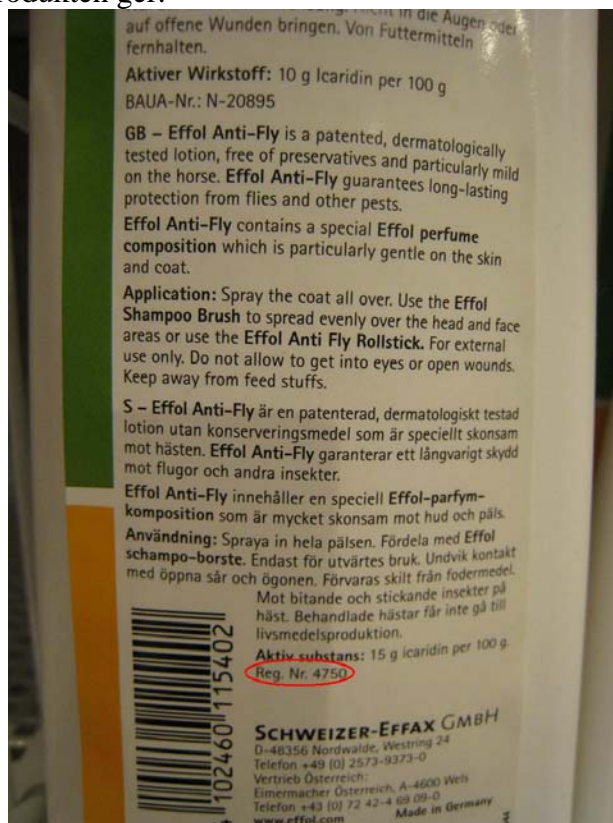 rodukten ger.
auf offene Wunden bringen. Von Futtermitteln
fernhalten.
Aktiver Wirkstoff: 10 g Icaridin per 100 g
BAUA-Nr.: N-20895
GB – Effol Anti-Fly is a patented, dermatologically
tested lotion, free of preservatives and particularly mild
on the horse. Effol Anti-Fly guarantees long-lasting
protection from flies and other pests.
Effol Anti-Fly contains a special Effol perfume
composition which is particularly gentle on the skin
and coat.
Application: Spray the coat all over. Use the Effol
Shampoo Brush to spread evenly over the head and face
areas or use the Effol Anti Fly Rollstick. For external
use only. Do not allow to get into eyes or open wounds.
Keep away from feed stuffs.
S – Effol Anti-Fly är en patenterad, dermatologiskt testad
lotion utan konserveringsmedel som är speciellt skonsam
mot hästen. Effol Anti-Fly garanterar ett långvarigt skydd
mot flugor och andra insekter.
Effol Anti-Fly innehåller en speciell Effol-parfym-
komposition som är mycket skonsam mot hud och päls.
Användning: Spraya in hela pälsen. Fördela med Effol
schampo-borste. Endast för utvärtes bruk. Undvik kontakt
med öppna sår och ögonen. Förvaras skilt från fodermedel.
Mot bitande och stickande insekter på
häst. Behandlade hästar får inte gå till
livsmedelsproduktion.
Aktiv substans: 15 g icaridin per 100 g.
Reg. Nr. 4750
SCHWEIZER-EFFAX GMBH
D-48356 Nordwalde, Westring 24
Telefon +49 (0) 2573-9373-0
Vertrieb Österreich:
Eimermacher Österreich, A-4600 Wels
Telefon +43 (0) 72 42-4 69 09-0
www.effol.com Made in Germany
102460 115402